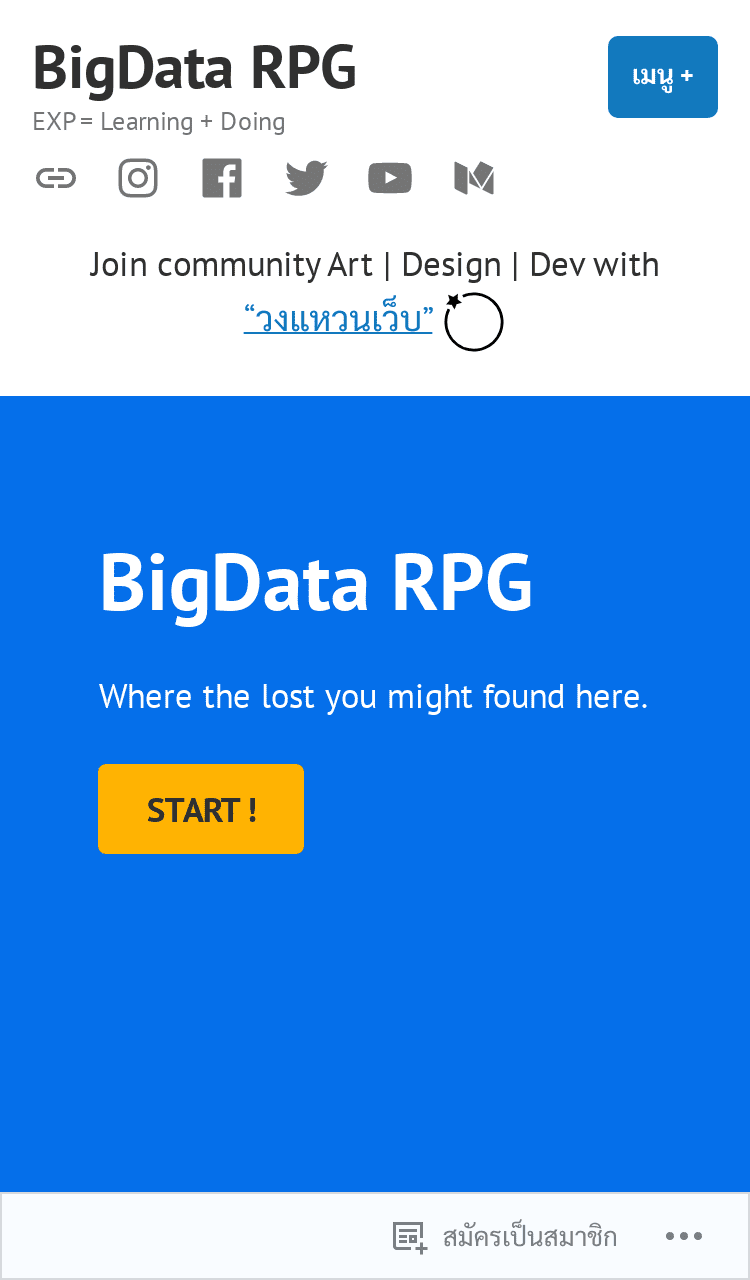 BigData RPG
เมนู +
EXP = Learning + Doing
Join community Art | Design | Dev with
“วงแหวนเว็บ”
BigData RPG
Where the lost you might found here.
START !
สมัครเป็นสมาชิก